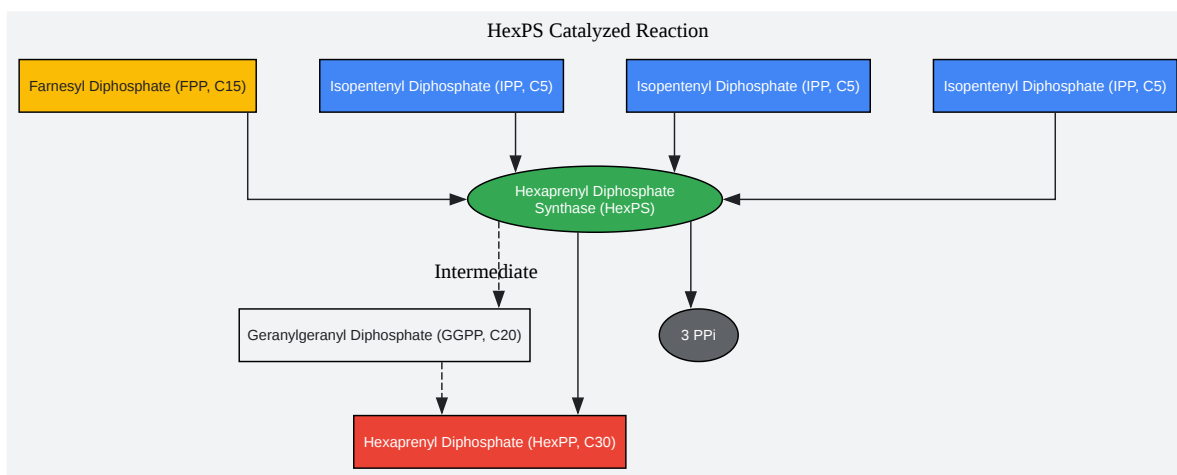 HexPS Catalyzed Reaction
Farnesyl Diphosphate (FPP, C15)
Isopentenyl Diphosphate (IPP, C5)
Isopentenyl Diphosphate (IPP, C5)
Isopentenyl Diphosphate (IPP, C5)
Hexaprenyl Diphosphate
Synthase (HexPS)
Intermediate
Geranylgeranyl Diphosphate (GGPP, C20)
3 PPi
Hexaprenyl Diphosphate (HexPP, C30)